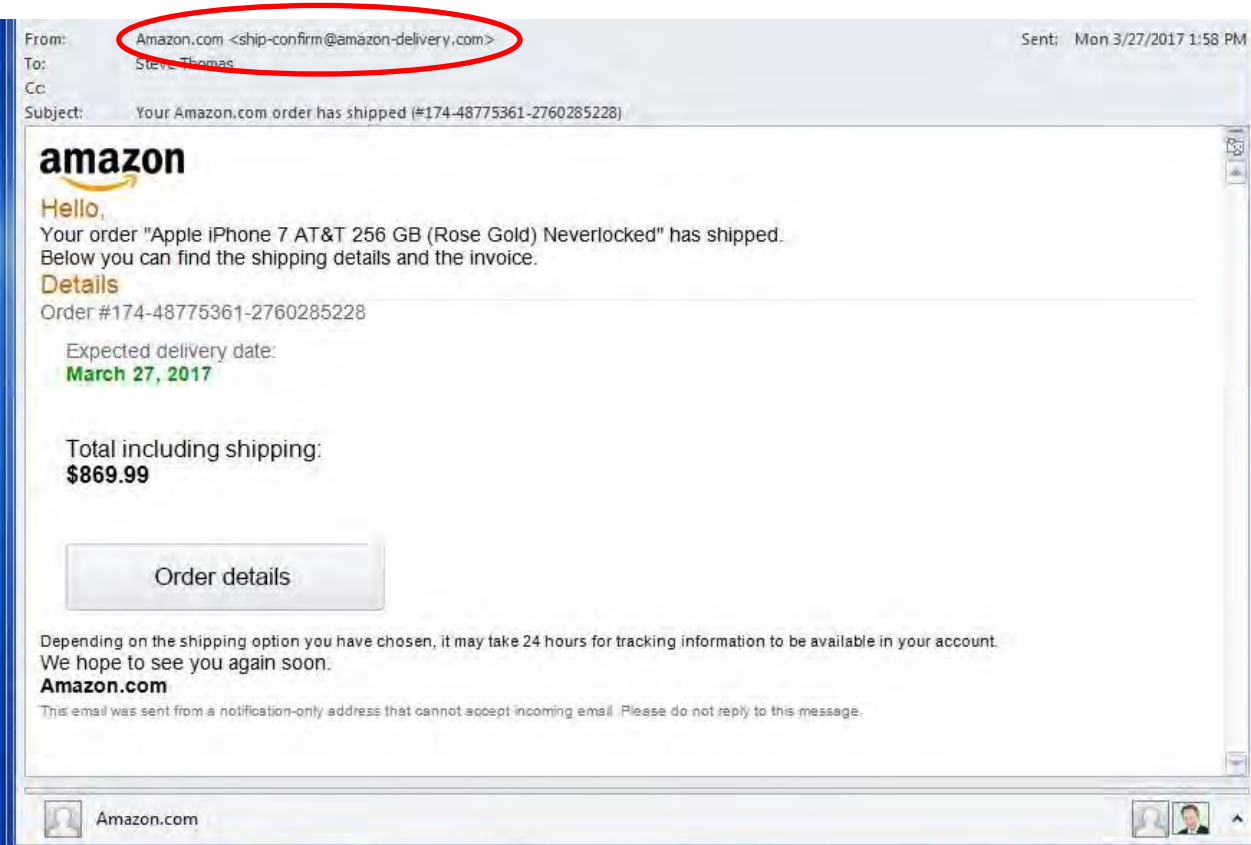 From: Amazon.com <ship-confirm@amazon-delivery.com> Sent: Mon 3/27/2017 1:58 PM
To: Steve Thomas
Cc:
Subject: Your Amazon.com order has shipped (#174-48775361-2760285228)
amazon
Hello,
Your order "Apple iPhone 7 AT&T 256 GB (Rose Gold) Neverlocked" has shipped.
Below you can find the shipping details and the invoice.
Details
Order #174-48775361-2760285228
Expected delivery date:
March 27, 2017
Total including shipping:
$869.99
Order details
Depending on the shipping option you have chosen, it may take 24 hours for tracking information to be available in your account.
We hope to see you again soon.
Amazon.com
This email was sent from a notification-only address that cannot accept incoming email. Please do not reply to this message.
Amazon.com